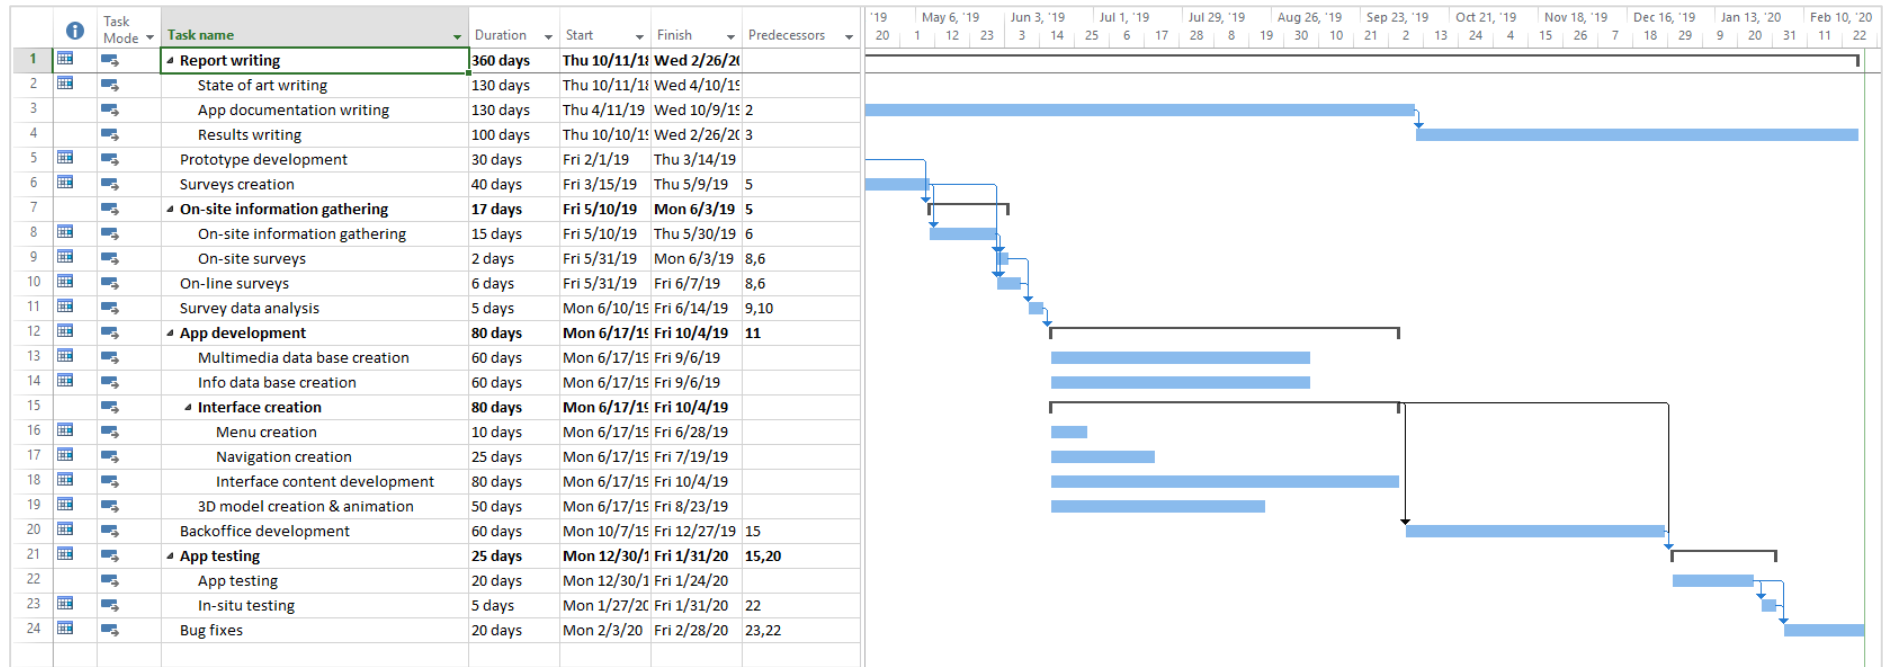 Task Mode Task name Duration Start Finish Predecessors
'19 May 6, '19 Jun 3, '19 Jul 1, '19 Jul 29, '19 Aug 26, '19 Sep 23, '19 Oct 21, '19 Nov 18, '19 Dec 16, '19 Jan 13, '20 Feb 10, '20
20 1 12 23 3 14 25 6 17 28 8 19 30 10 21 2 13 24 4 15 26 7 18 29 9 20 31 11 22
1 Report writing 360 days Thu 10/11/18 Wed 2/26/20
2 State of art writing 130 days Thu 10/11/18 Wed 4/10/19
3 App documentation writing 130 days Thu 4/11/19 Wed 10/9/19 2
4 Results writing 100 days Thu 10/10/19 Wed 2/26/20 3
5 Prototype development 30 days Fri 2/1/19 Thu 3/14/19
6 Surveys creation 40 days Fri 3/15/19 Thu 5/9/19 5
7 On-site information gathering 17 days Fri 5/10/19 Mon 6/3/19 5
8 On-site information gathering 15 days Fri 5/10/19 Thu 5/30/19 6
9 On-site surveys 2 days Fri 5/31/19 Mon 6/3/19 8,6
10 On-line surveys 6 days Fri 5/31/19 Fri 6/7/19 8,6
11 Survey data analysis 5 days Mon 6/10/19 Fri 6/14/19 9,10
12 App development 80 days Mon 6/17/19 Fri 10/4/19 11
13 Multimedia data base creation 60 days Mon 6/17/19 Fri 9/6/19
14 Info data base creation 60 days Mon 6/17/19 Fri 9/6/19
15 Interface creation 80 days Mon 6/17/19 Fri 10/4/19
16 Menu creation 10 days Mon 6/17/19 Fri 6/28/19
17 Navigation creation 25 days Mon 6/17/19 Fri 7/19/19
18 Interface content development 80 days Mon 6/17/19 Fri 10/4/19
19 3D model creation & animation 50 days Mon 6/17/19 Fri 8/23/19
20 Backoffice development 60 days Mon 10/7/19 Fri 12/27/19 15
21 App testing 25 days Mon 12/30/1 Fri 1/31/20 15,20
22 App testing 20 days Mon 12/30/1 Fri 1/24/20
23 In-situ testing 5 days Mon 1/27/20 Fri 1/31/20 22
24 Bug fixes 20 days Mon 2/3/20 Fri 2/28/20 23,22